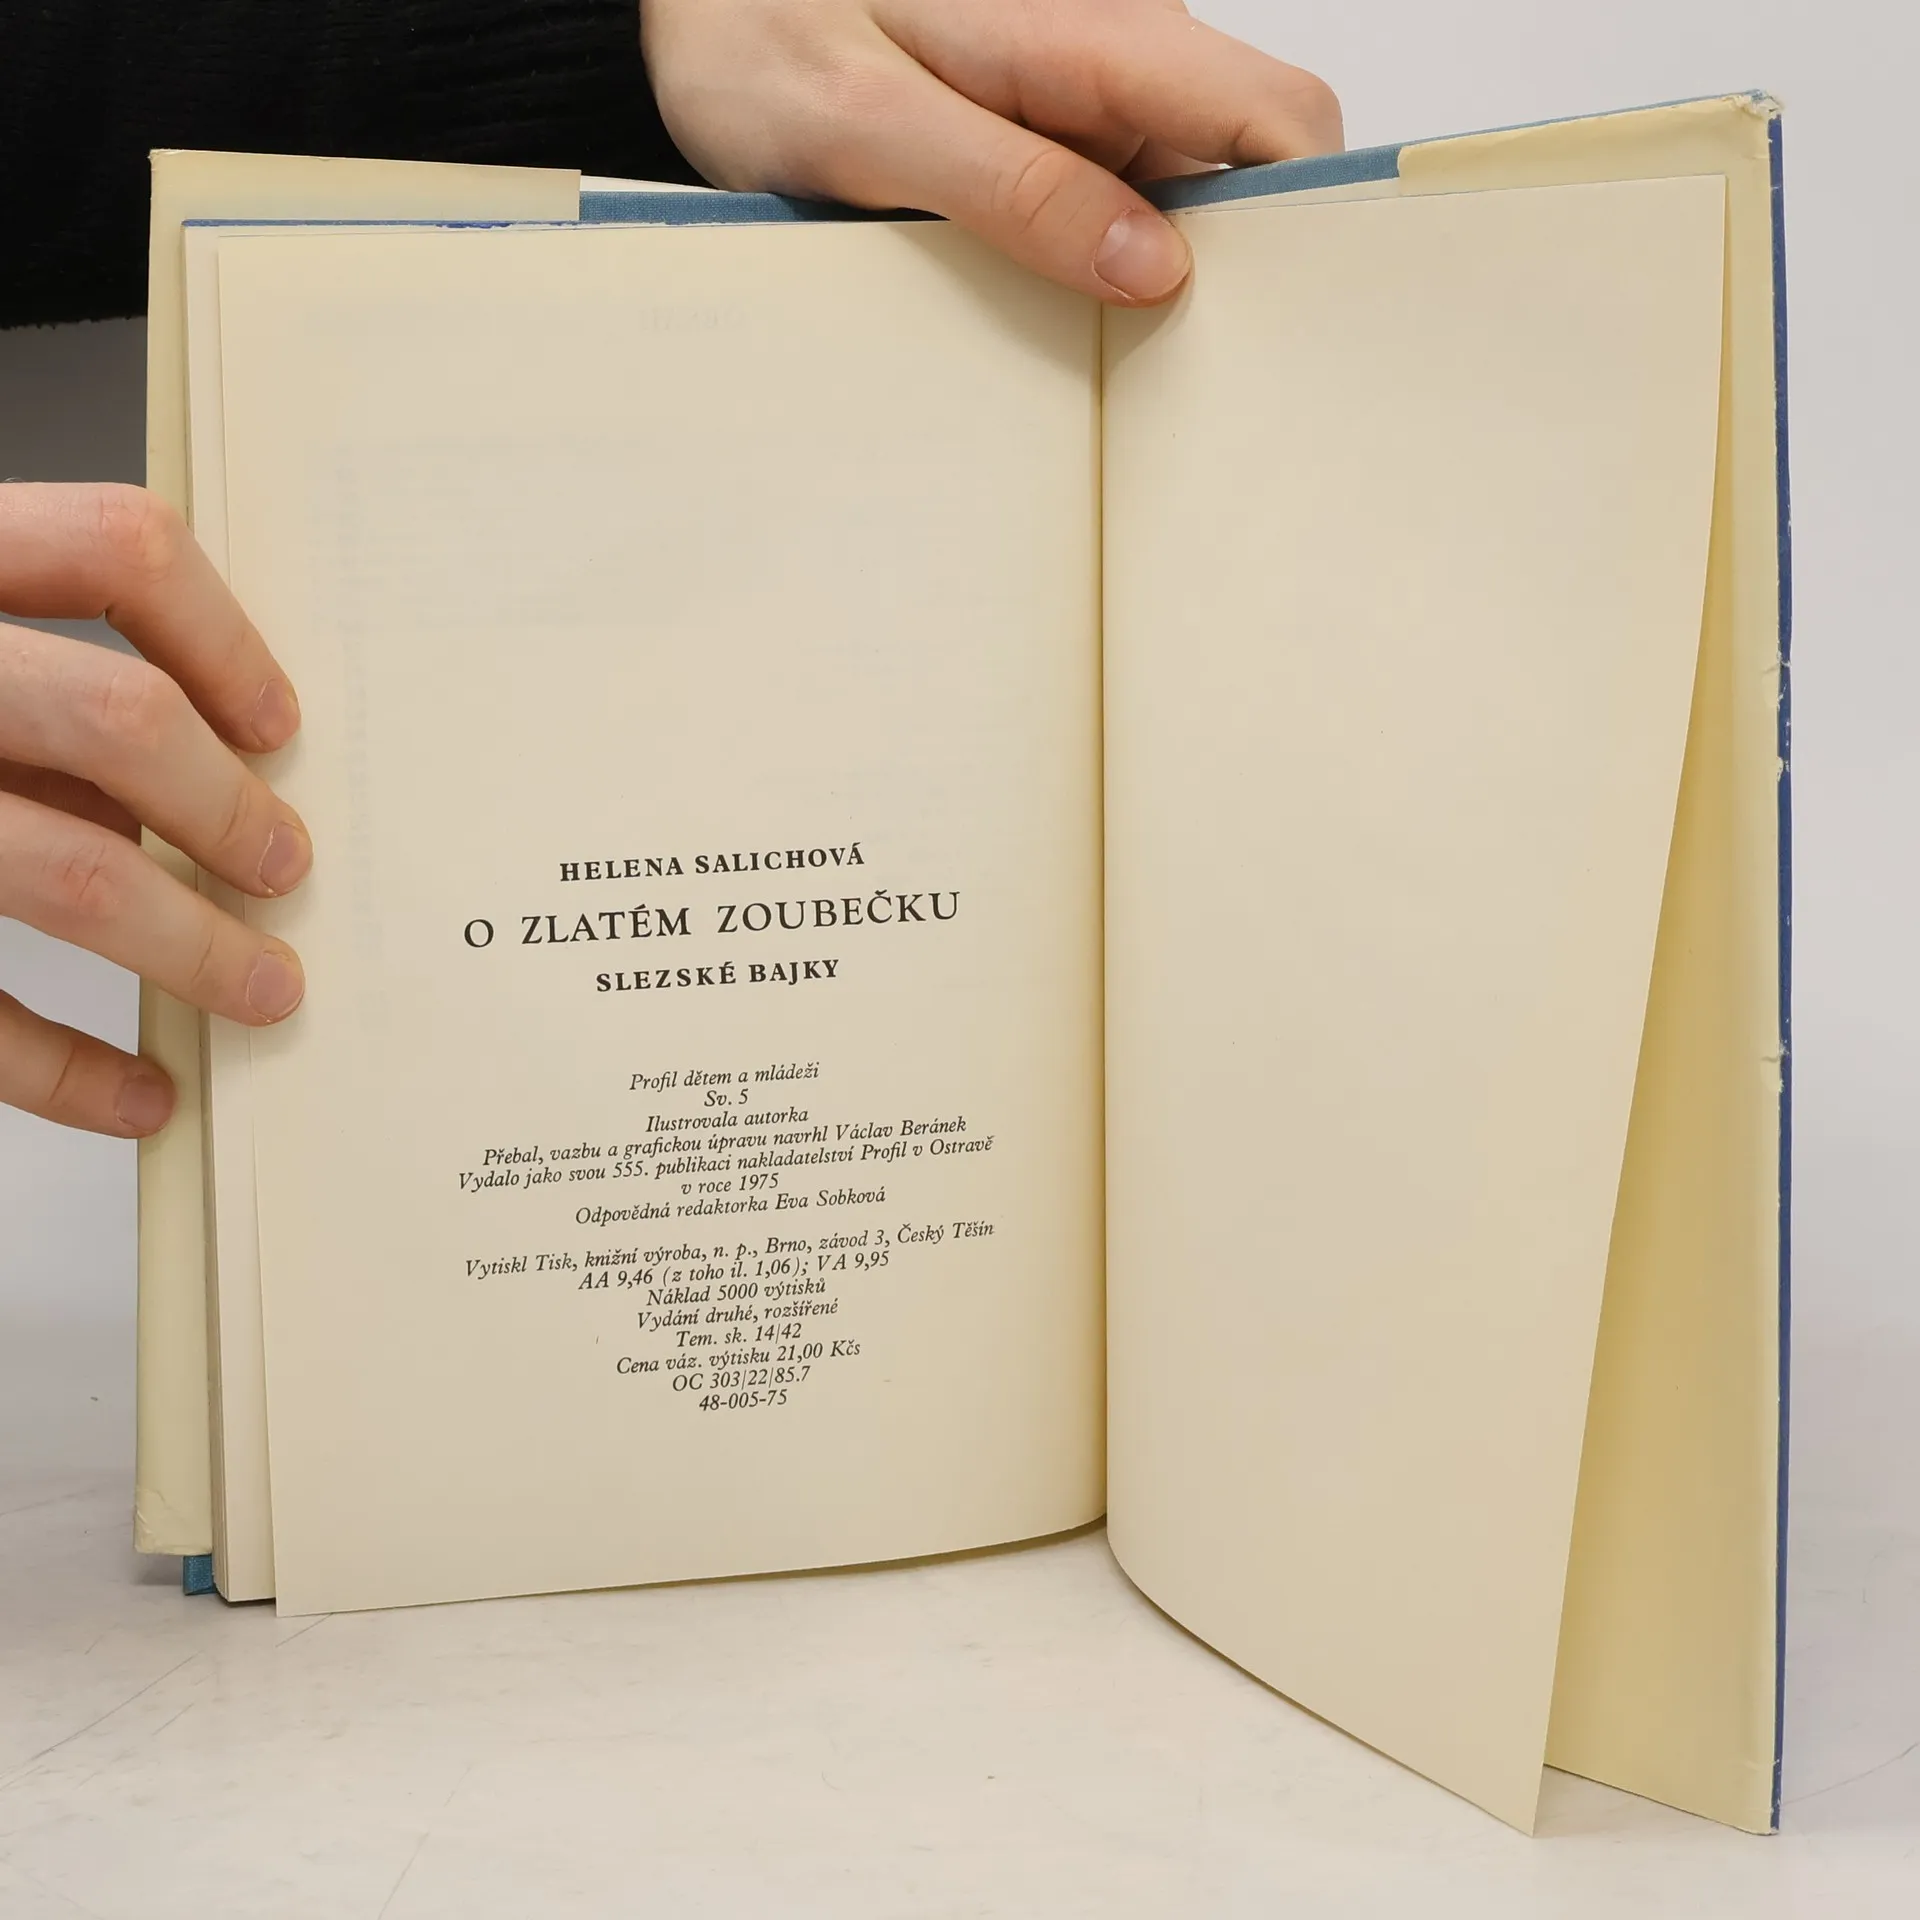 HELENA SALICHOVÁ
O ZLATÉM ZOUBEČKU
SLEZSKÉ BAJKY
Profil dětem a mládeži
Sv. 5
Ilustrovala autorka
Přebal, vazbu a grafickou úpravu navrhl Václav Beránek
Vydalo jako svou 555. publikaci nakladatelství Profil v Ostravě
v roce 1975
Odpovědná redaktorka Eva Sobková
Vytiskl Tisk, knižní výroba, n. p., Brno, závod 3, Český Těšín
AA 9,46 (z toho il. 1,06); VA 9,95
Náklad 5000 výtisků
Vydání druhé, rozšířené
Tem. sk. 14|42
Cena váz. výtisku 21,00 Kčs
OC 303|22|85.7
48-005-75